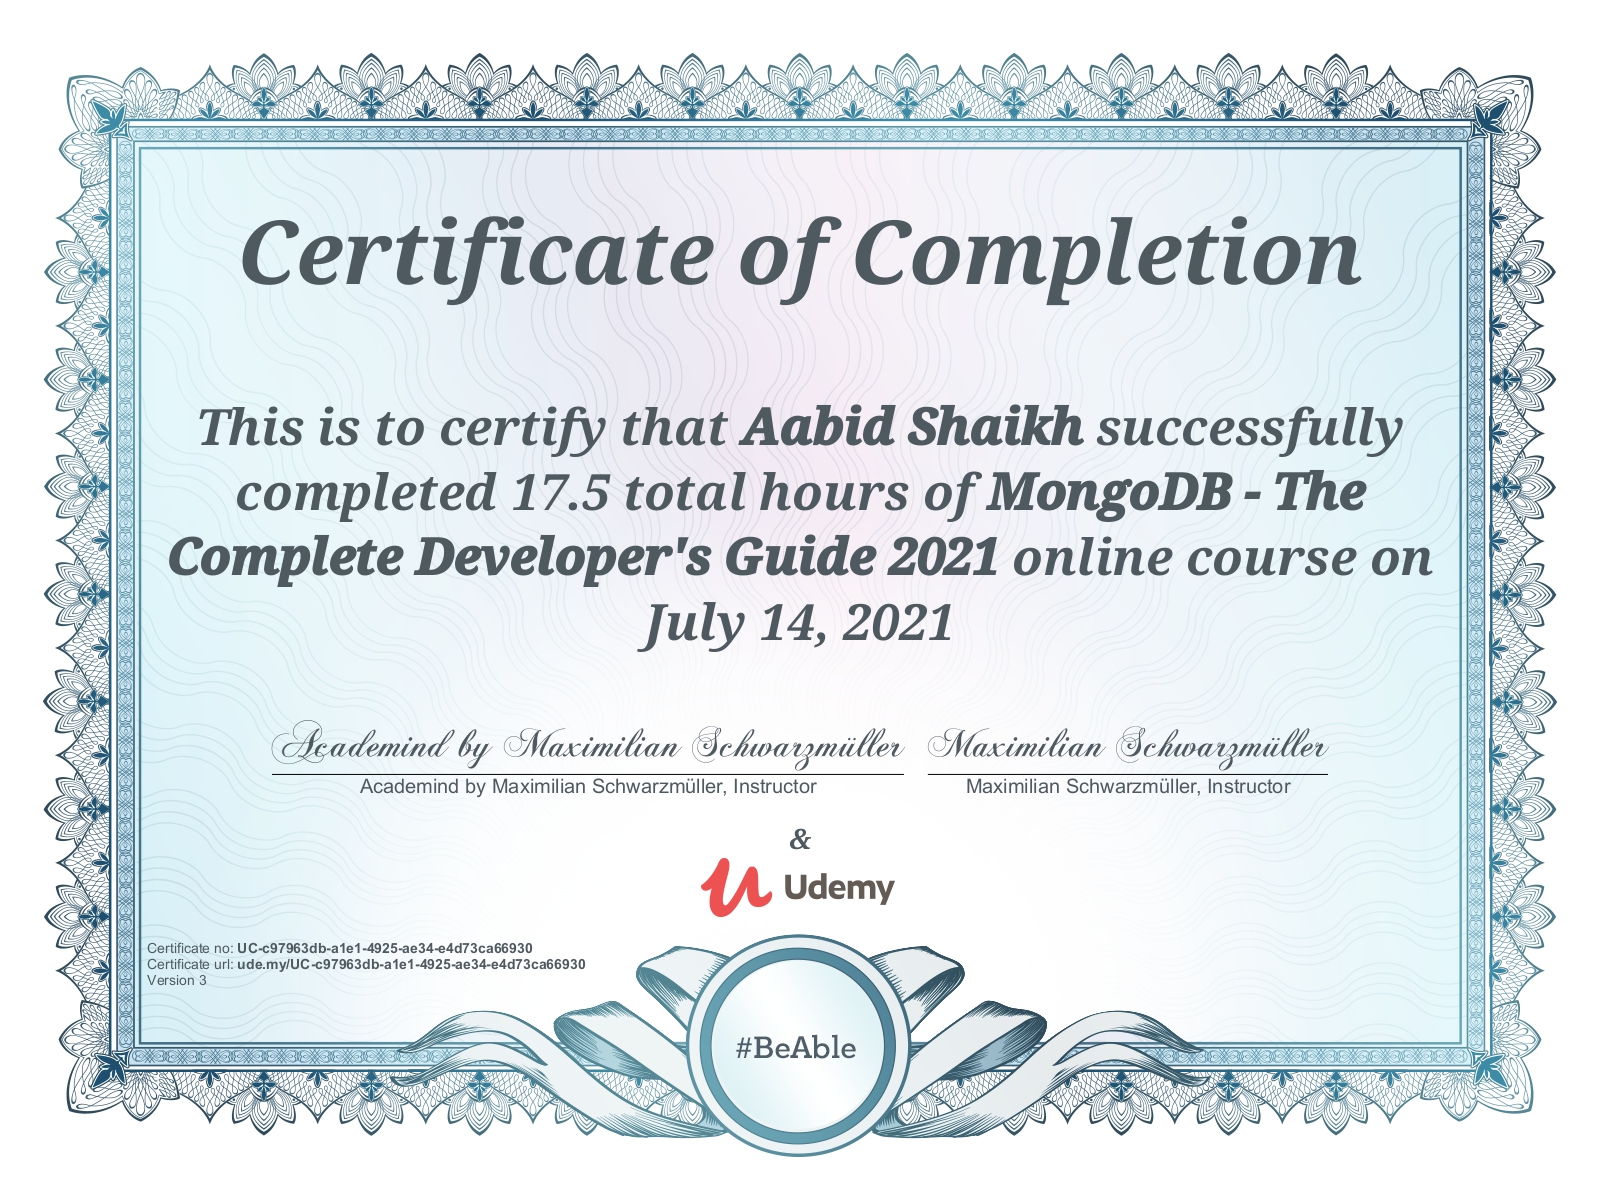 Certificate of Completion
This is to certify that Aabid Shaikh successfully
completed 17.5 total hours of MongoDB - The
Complete Developer's Guide 2021 online course on
July 14, 2021
Academind by Maximilian Schwarzmüller Maximilian Schwarzmüller
Academind by Maximilian Schwarzmüller, Instructor Maximilian Schwarzmüller, Instructor
&
Udemy
Certificate no: UC-c97963db-a1e1-4925-ae34-e4d73ca66930
Certificate url: ude.my/UC-c97963db-a1e1-4925-ae34-e4d73ca66930
Version 3
#BeAble